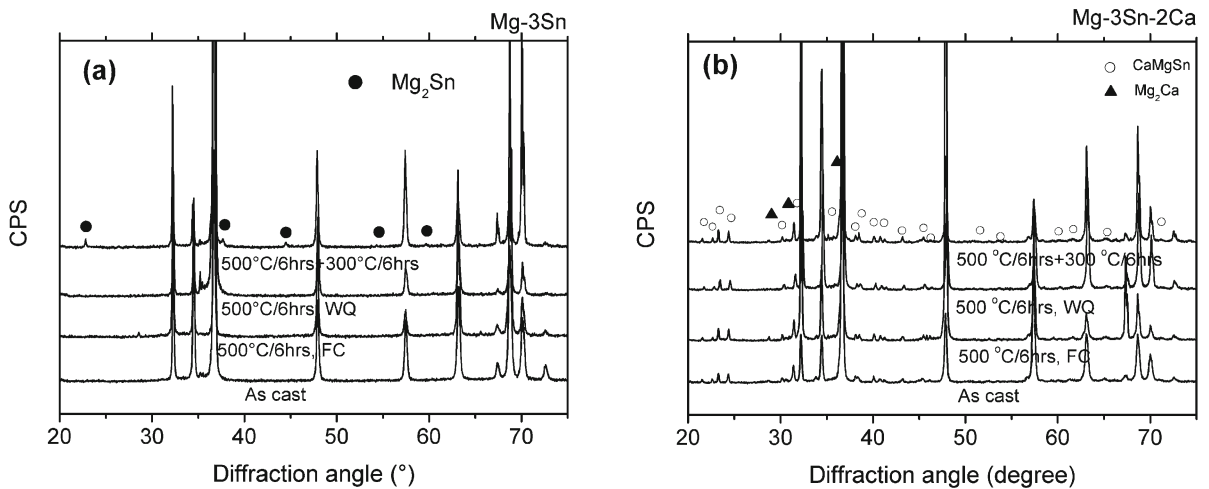 Mg-3Sn
(a)
Mg₂Sn
CPS
500°C/6hrs+300°C/6hrs
500°C/6hrs, WQ
500°C/6hrs, FC
As cast
20 30 40 50 60 70
Diffraction angle (°)
Mg-3Sn-2Ca
(b)
CaMgSn
Mg₂Ca
CPS
500 °C/6hrs+300 °C/6hrs
500 °C/6hrs, WQ
500 °C/6hrs, FC
As cast
20 30 40 50 60 70
Diffraction angle (degree)